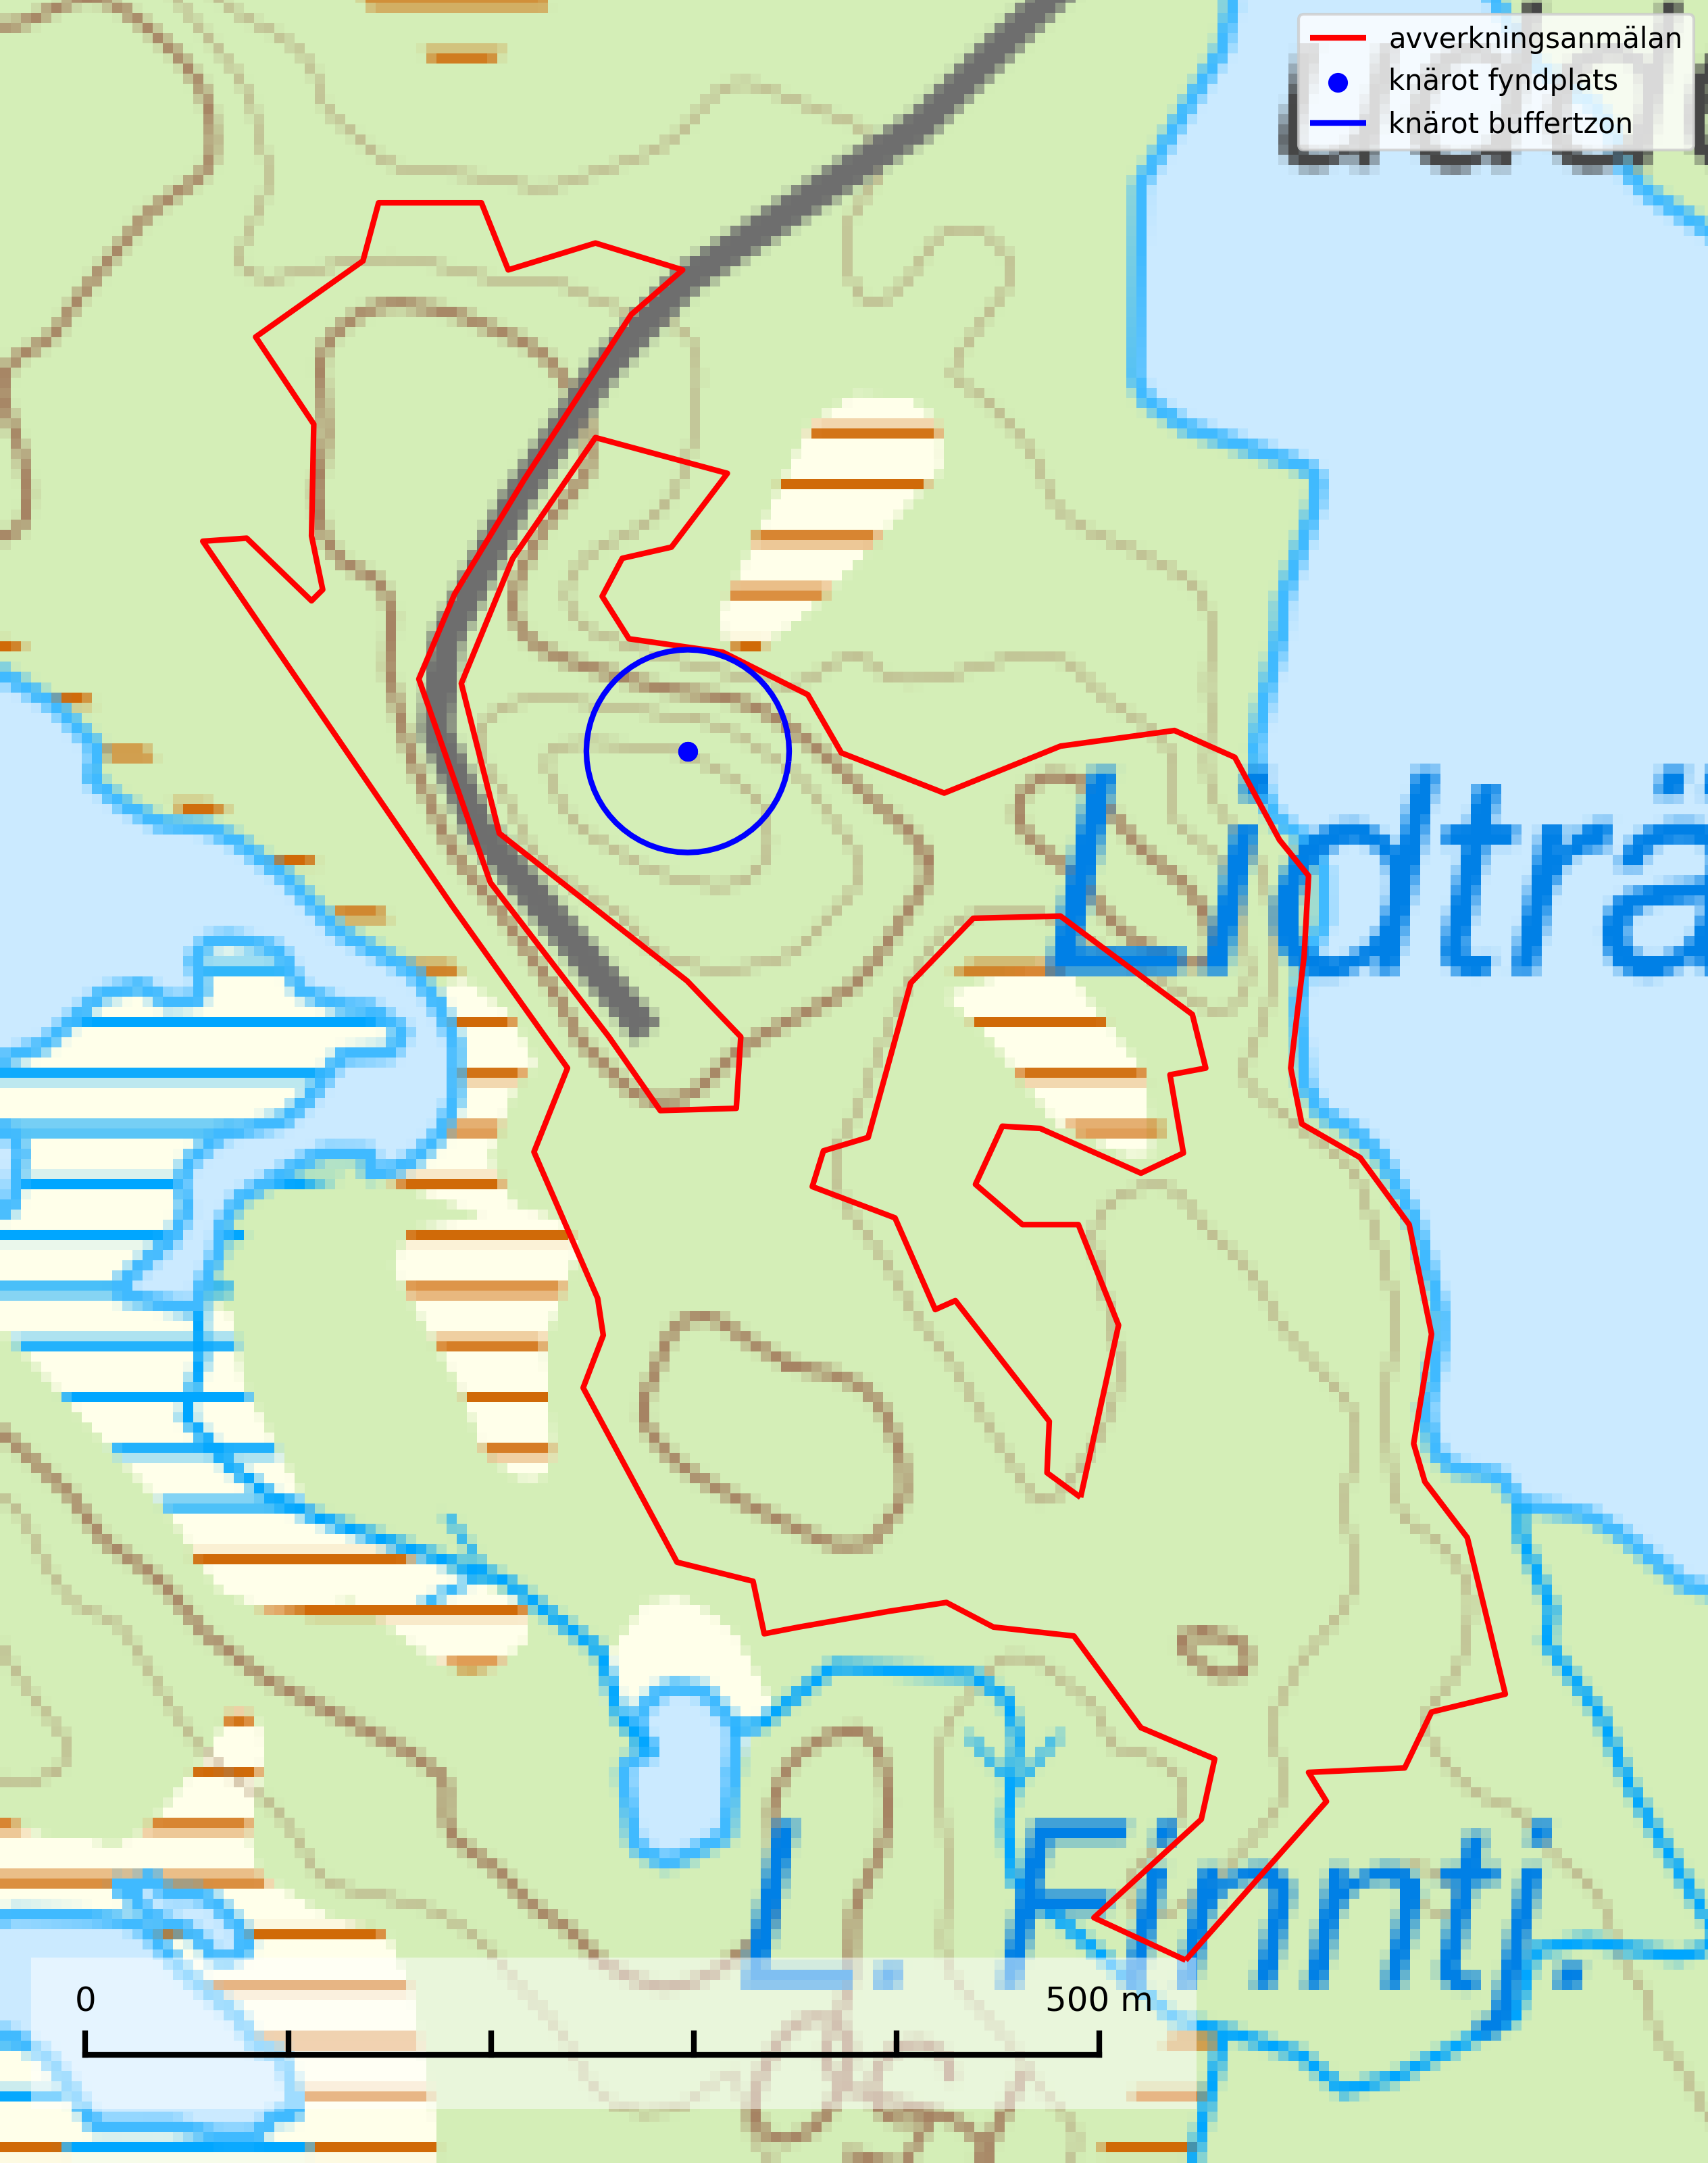 avverkningsanmälan
knärot fyndplats
knärot buffertzon
Lidträ
L. Finntj.
0 500 m